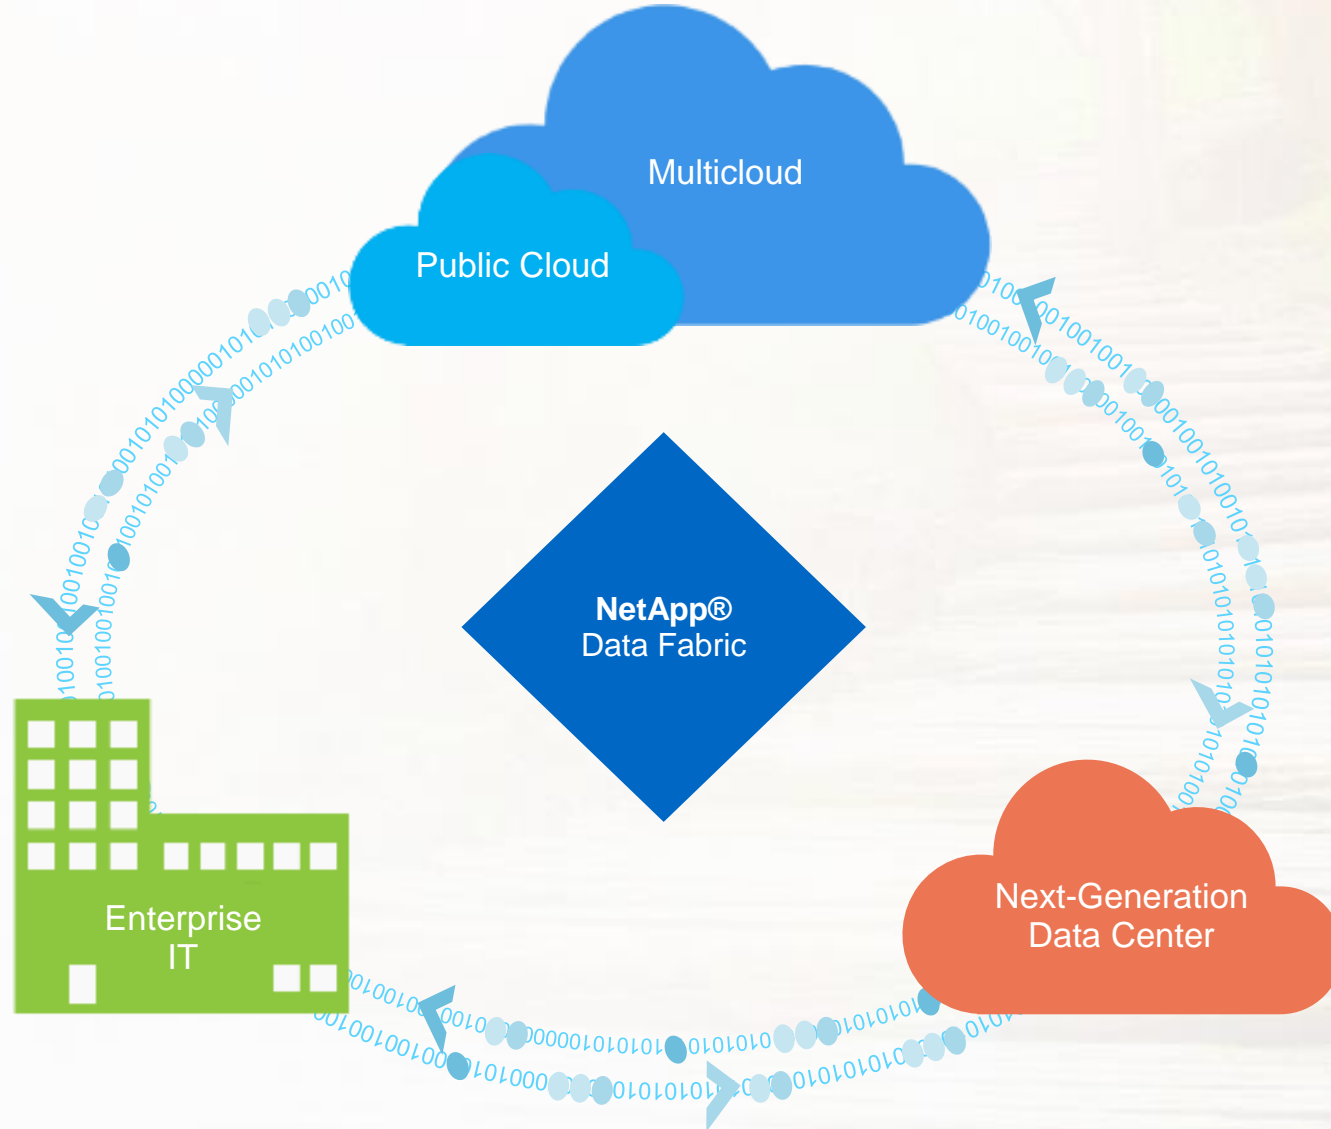 Multicloud
Public Cloud
NetApp®
Data Fabric
Enterprise
IT
Next-Generation
Data Center